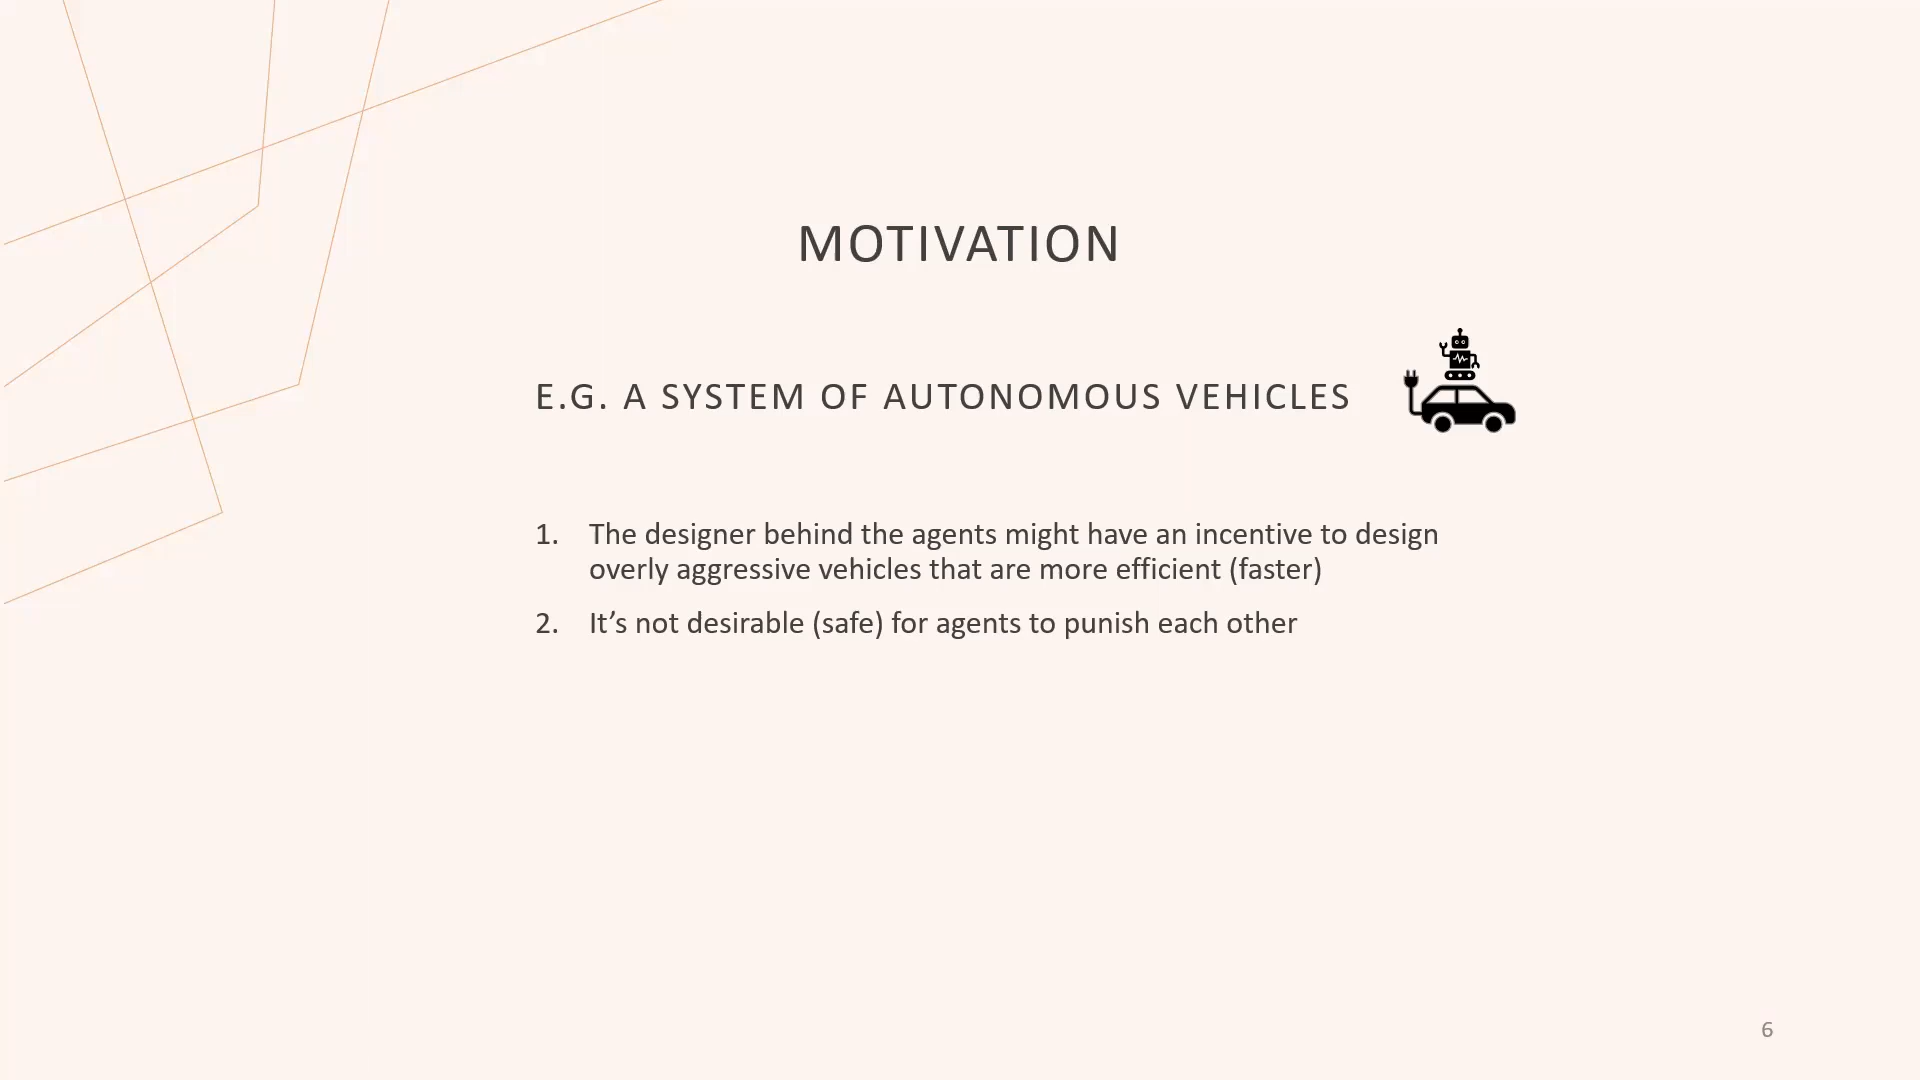 MOTIVATION
E.G. A SYSTEM OF AUTONOMOUS VEHICLES
1. The designer behind the agents might have an incentive to design
overly aggressive vehicles that are more efficient (faster)
2. It’s not desirable (safe) for agents to punish each other
6